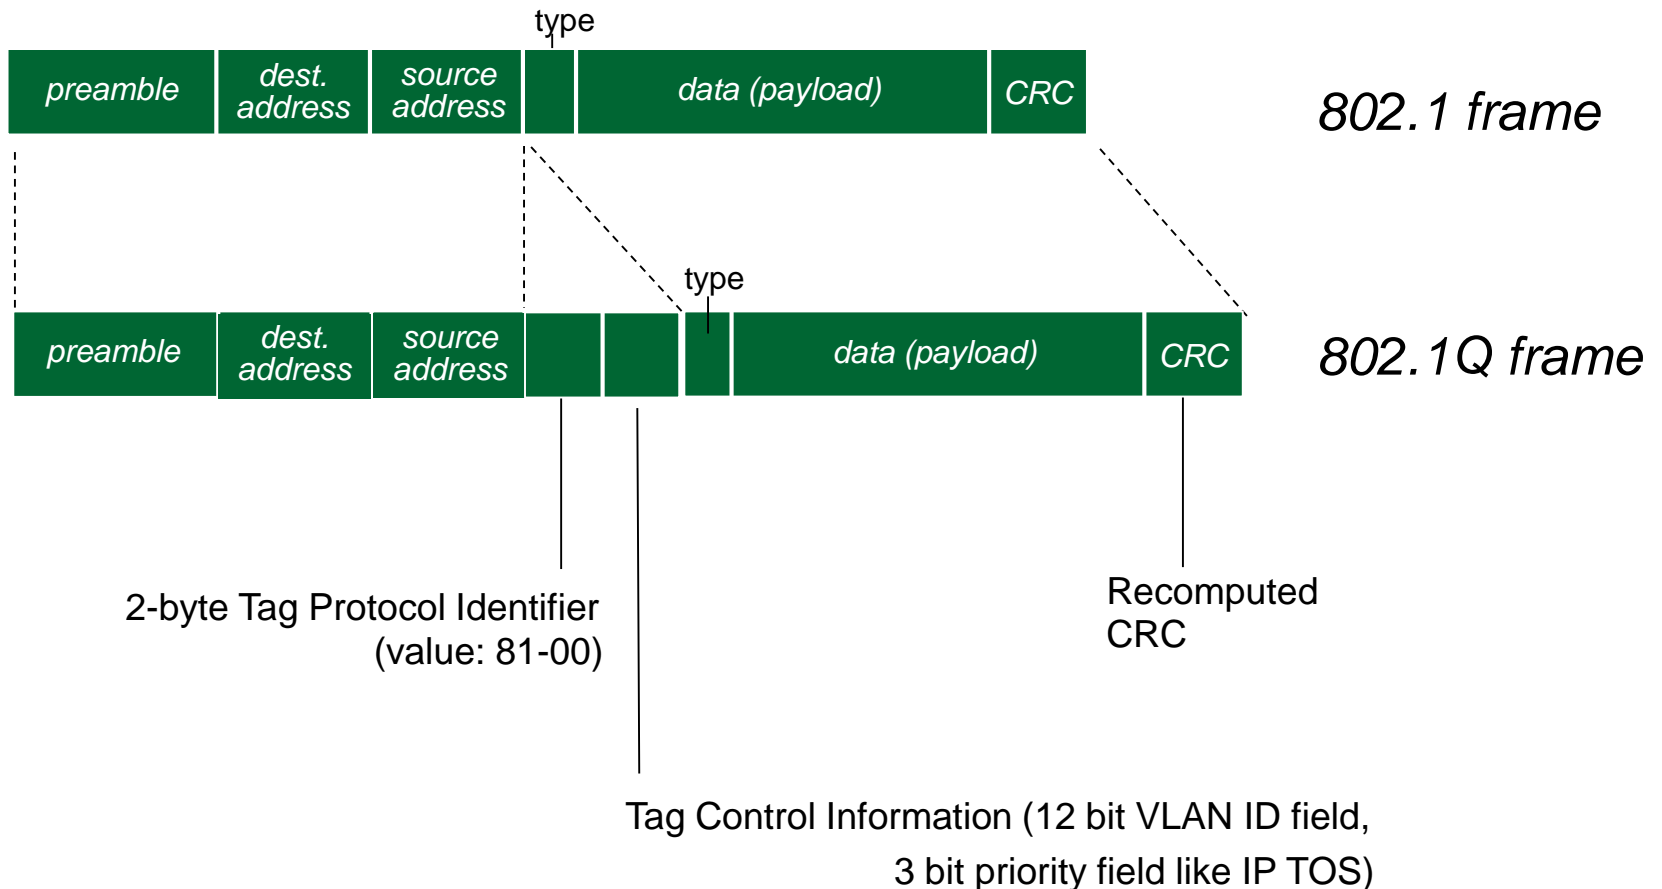 type
preamble
dest.
address
source
address
data (payload)
CRC
802.1 frame
type
preamble
dest.
address
source
address
data (payload)
CRC
802.1Q frame
2-byte Tag Protocol Identifier
(value: 81-00)
Recomputed
CRC
Tag Control Information (12 bit VLAN ID field,
3 bit priority field like IP TOS)